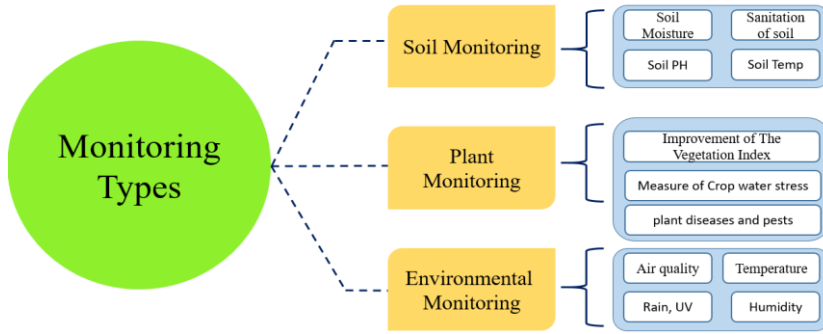 Monitoring
Types
Soil Monitoring
Soil
Moisture
Sanitation
of soil
Soil PH
Soil Temp
Plant
Monitoring
Improvement of The
Vegetation Index
Measure of Crop water stress
plant diseases and pests
Environmental
Monitoring
Air quality
Temperature
Rain, UV
Humidity